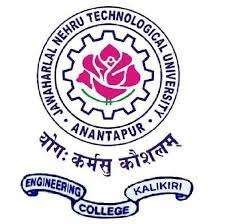 JAWAHARLAL NEHRU TECHNOLOGICAL UNIVERSITY
ANANTAPUR
योगः कर्मसु कौशलम्
ENGINEERING
COLLEGE
KALIKIRI